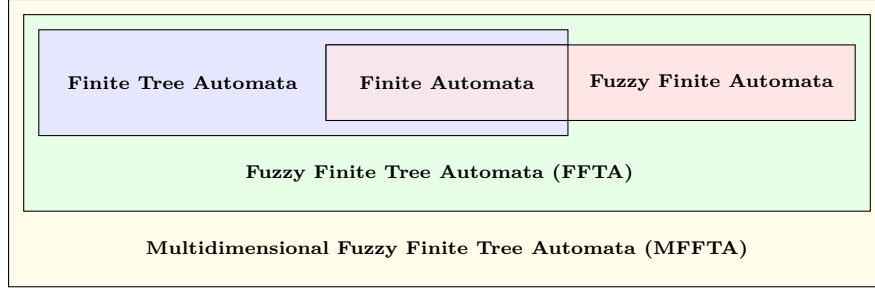 Finite Tree Automata
Finite Automata
Fuzzy Finite Automata
Fuzzy Finite Tree Automata (FFTA)
Multidimensional Fuzzy Finite Tree Automata (MFFTA)